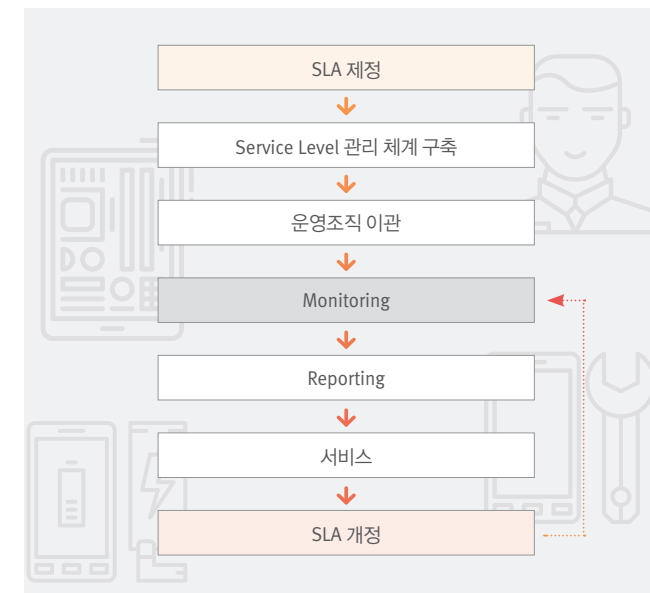 SLA 제정
Service Level 관리 체계 구축
운영조직 이관
Monitoring
Reporting
서비스
SLA 개정